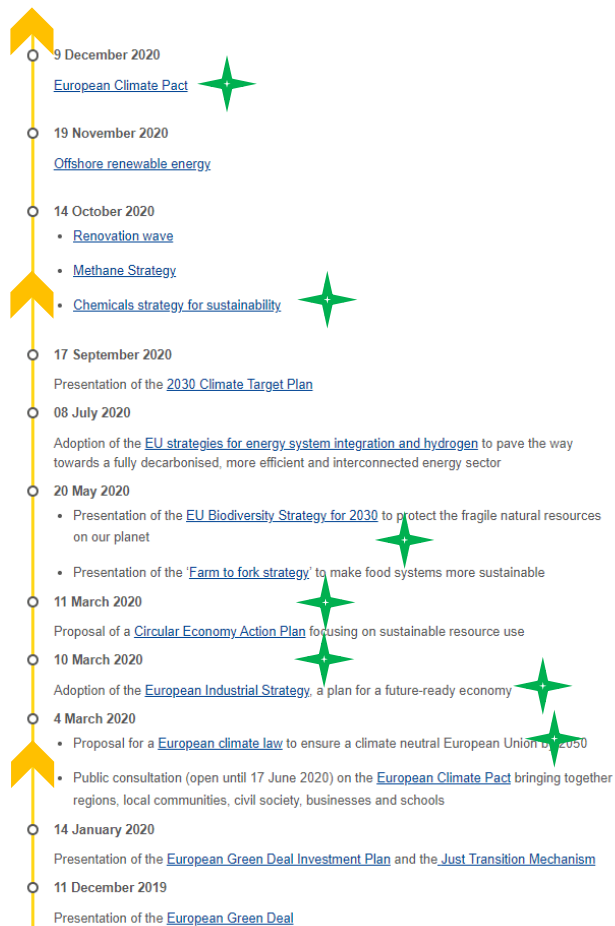 9 December 2020
European Climate Pact
19 November 2020
Offshore renewable energy
14 October 2020
• Renovation wave
• Methane Strategy
• Chemicals strategy for sustainability
17 September 2020
Presentation of the 2030 Climate Target Plan
08 July 2020
Adoption of the EU strategies for energy system integration and hydrogen to pave the way
towards a fully decarbonised, more efficient and interconnected energy sector
20 May 2020
• Presentation of the EU Biodiversity Strategy for 2030 to protect the fragile natural resources
on our planet
• Presentation of the ‘Farm to fork strategy’ to make food systems more sustainable
11 March 2020
Proposal of a Circular Economy Action Plan focusing on sustainable resource use
10 March 2020
Adoption of the European Industrial Strategy, a plan for a future-ready economy
4 March 2020
• Proposal for a European climate law to ensure a climate neutral European Union by 2050
• Public consultation (open until 17 June 2020) on the European Climate Pact bringing together
regions, local communities, civil society, businesses and schools
14 January 2020
Presentation of the European Green Deal Investment Plan and the Just Transition Mechanism
11 December 2019
Presentation of the European Green Deal